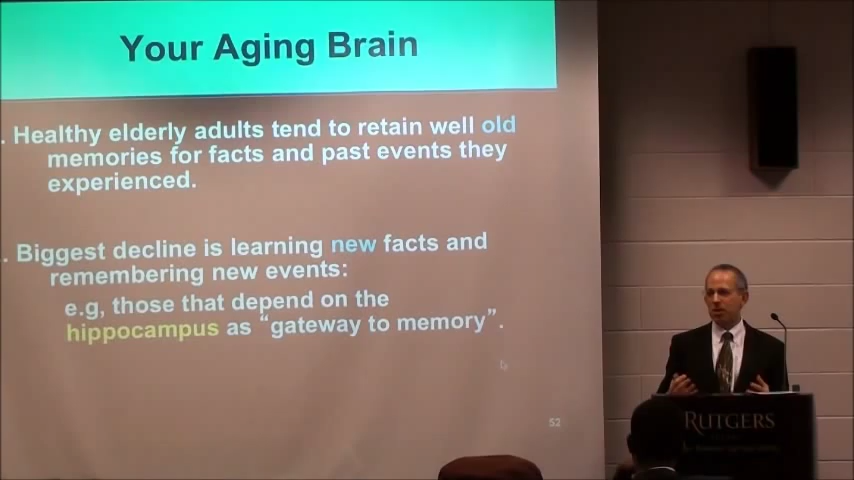 Your Aging Brain
. Healthy elderly adults tend to retain well old
memories for facts and past events they
experienced.
. Biggest decline is learning new facts and
remembering new events:
e.g, those that depend on the
hippocampus as “gateway to memory”.
52
RUTGERS